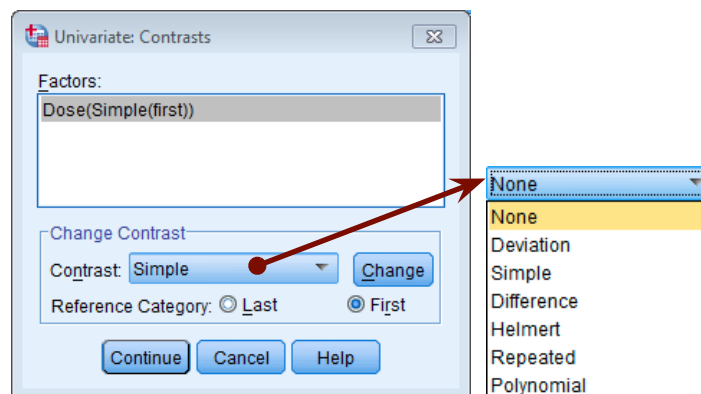 Univariate: Contrasts
Factors:
Dose(Simple(first))
Change Contrast
Contrast: Simple Change
Reference Category: Last First
Continue Cancel Help
None
None
Deviation
Simple
Difference
Helmert
Repeated
Polynomial